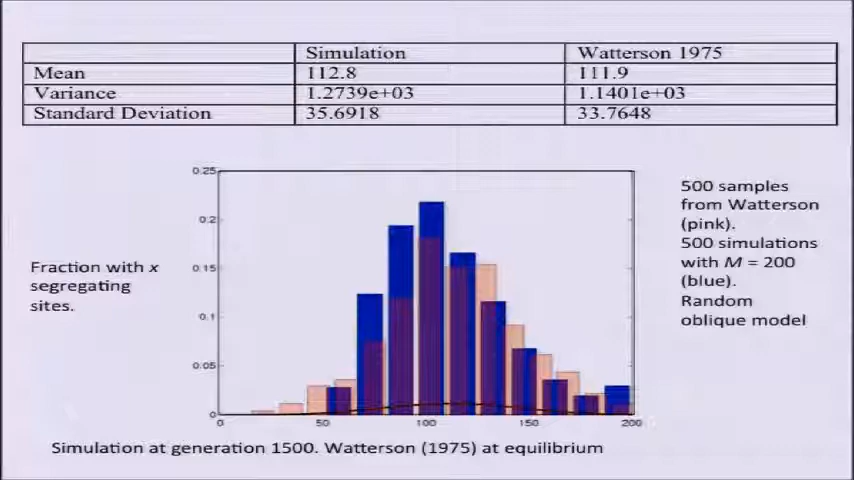 Simulation Watterson 1975
Mean 112.8 111.9
Variance 1.2739e+03 1.1401e+03
Standard Deviation 35.6918 33.7648
0.25
0.2
0.15
0.1
0.05
0
0 50 100 150 200
Fraction with x
segregating
sites.
500 samples
from Watterson
(pink).
500 simulations
with M = 200
(blue).
Random
oblique model
Simulation at generation 1500. Watterson (1975) at equilibrium